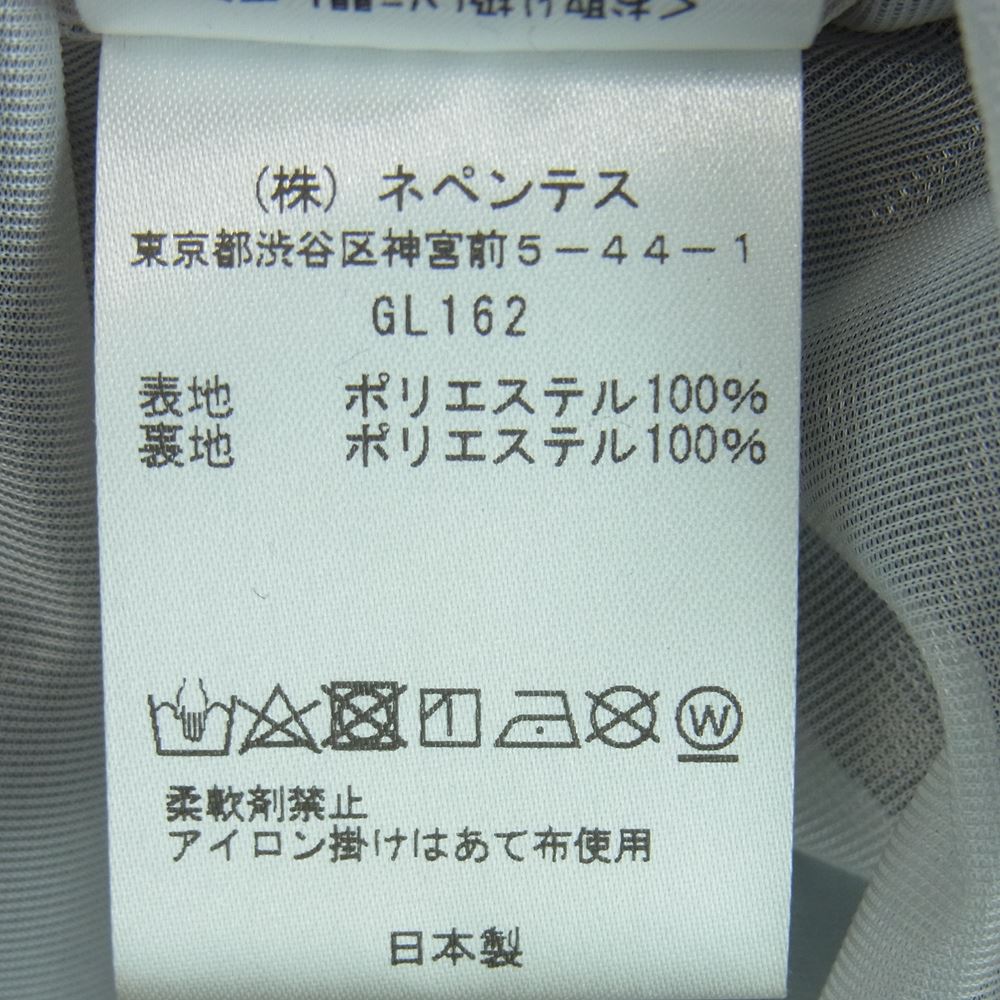 (株) ネペンテス
東京都渋谷区神宮前5-44-1
GL162
表地 ポリエステル100%
裏地 ポリエステル100%
W
柔軟剤禁止
アイロン掛けはあて布使用
日本製